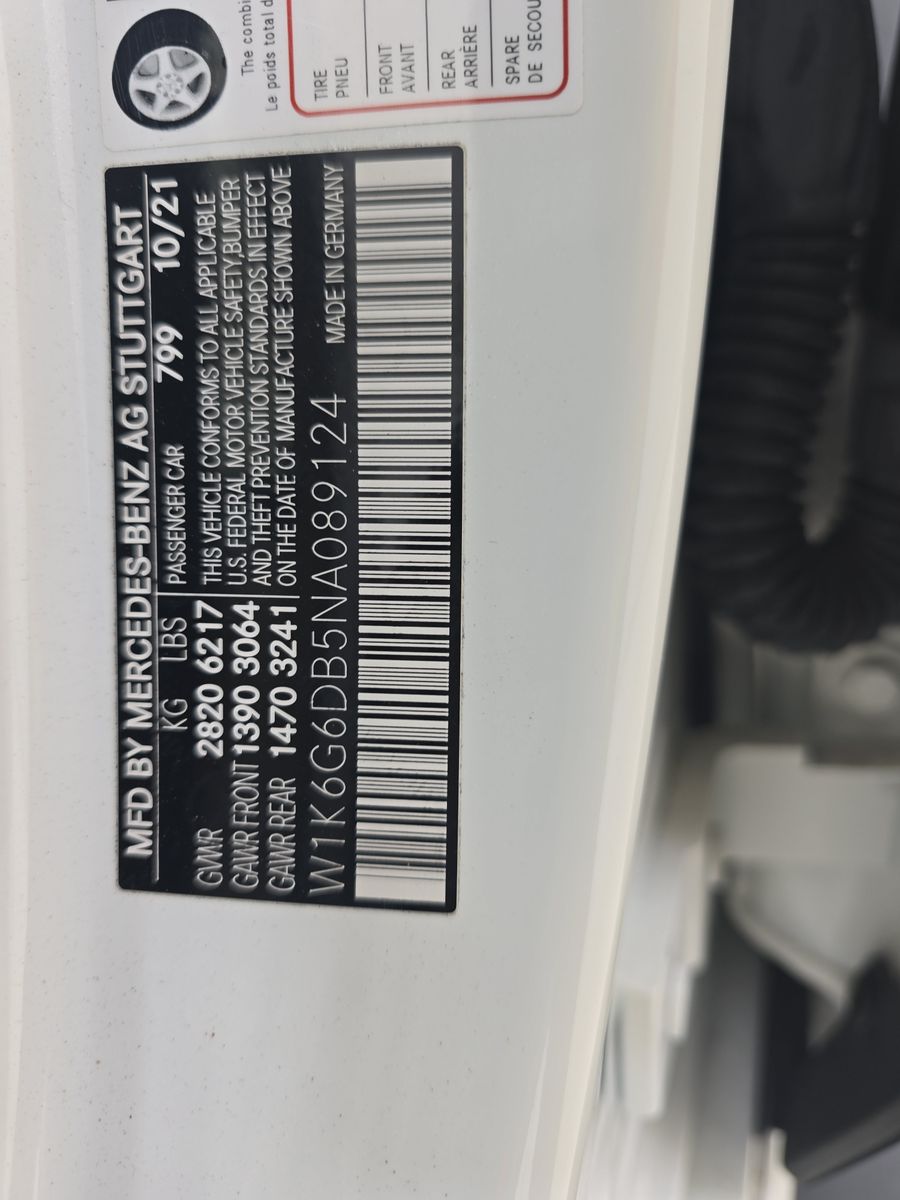 MFD BY MERCEDES-BENZ AG STUTTGART
KG LBS PASSENGER CAR 799 10/21
GVWR 2820 6217 THIS VEHICLE CONFORMS TO ALL APPLICABLE
GAWR FRONT 1390 3064 U.S. FEDERAL MOTOR VEHICLE SAFETY,BUMPER
GAWR REAR 1470 3241 AND THEFT PREVENTION STANDARDS IN EFFECT
ON THE DATE OF MANUFACTURE SHOWN ABOVE
W1K6G6DB5NA089124 MADE IN GERMANY
The combi
Le poids total d
TIRE
PNEU
FRONT
AVANT
REAR
ARRIÈRE
SPARE
DE SECOU